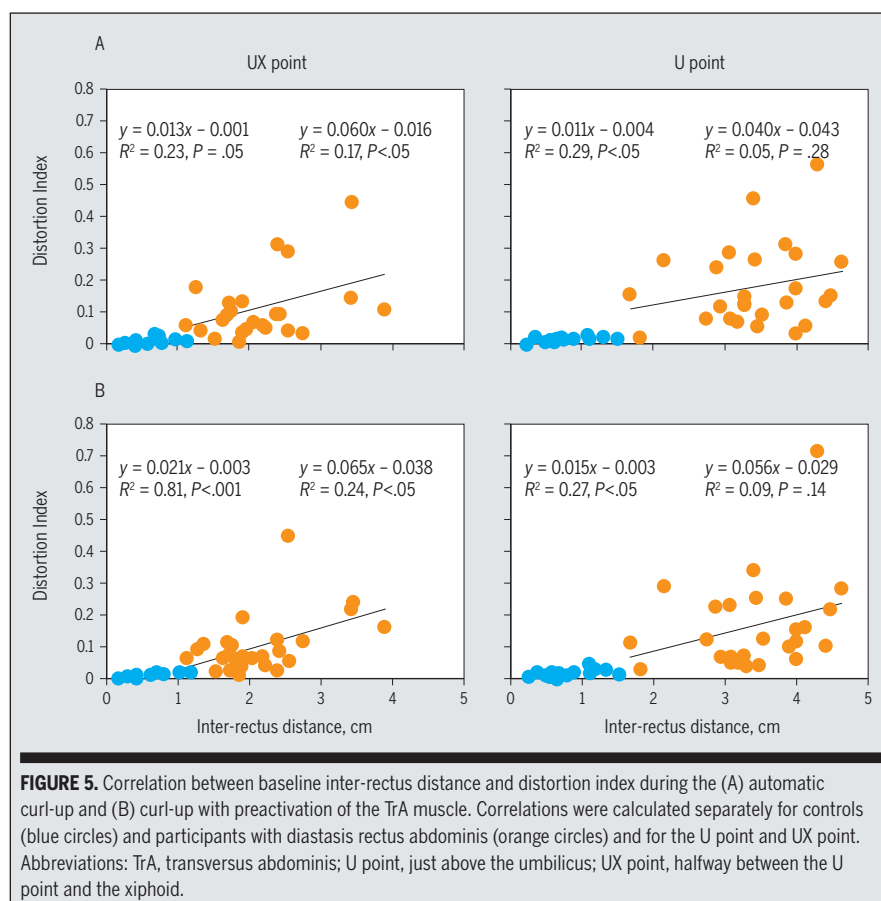 A
UX point
U point
0.8
0.7
0.6
0.5
0.4
0.3
0.2
0.1
0
Distortion Index
y = 0.013x – 0.001
R² = 0.23, P = .05
y = 0.060x – 0.016
R² = 0.17, P<.05
y = 0.011x – 0.004
R² = 0.29, P<.05
y = 0.040x – 0.043
R² = 0.05, P = .28
B
0.8
0.7
0.6
0.5
0.4
0.3
0.2
0.1
0
Distortion Index
y = 0.021x – 0.003
R² = 0.81, P<.001
y = 0.065x – 0.038
R² = 0.24, P<.05
y = 0.015x – 0.003
R² = 0.27, P<.05
y = 0.056x – 0.029
R² = 0.09, P = .14
0 1 2 3 4 5
0 1 2 3 4 5
Inter-rectus distance, cm
Inter-rectus distance, cm
FIGURE 5. Correlation between baseline inter-rectus distance and distortion index during the (A) automatic
curl-up and (B) curl-up with preactivation of the TrA muscle. Correlations were calculated separately for controls
(blue circles) and participants with diastasis rectus abdominis (orange circles) and for the U point and UX point.
Abbreviations: TrA, transversus abdominis; U point, just above the umbilicus; UX point, halfway between the U
point and the xiphoid.